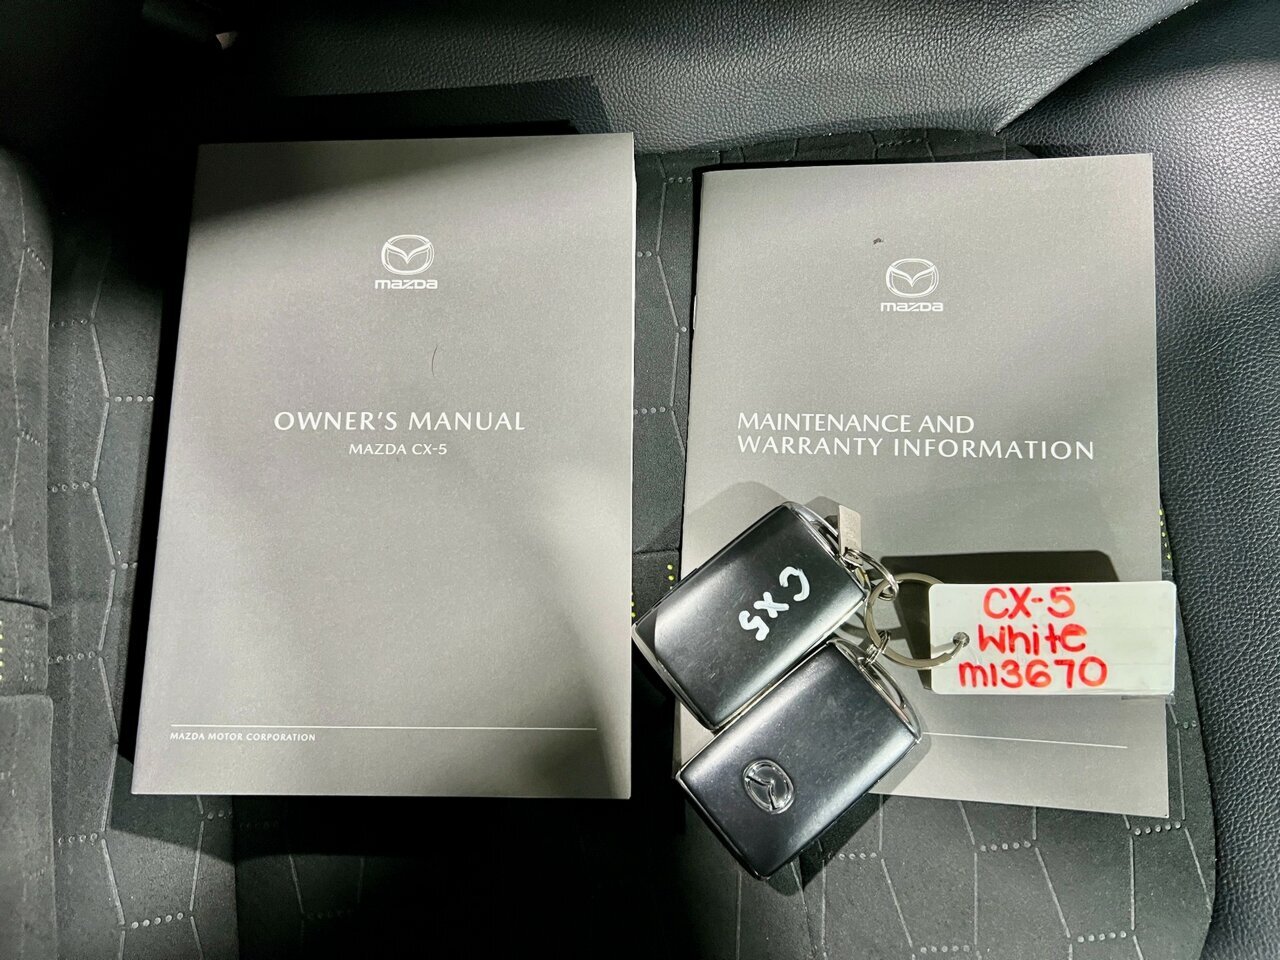 mazda
OWNER'S MANUAL
MAZDA CX-5
MAZDA MOTOR CORPORATION
mazda
MAINTENANCE AND
WARRANTY INFORMATION
CX5
CX-5
White
m13670